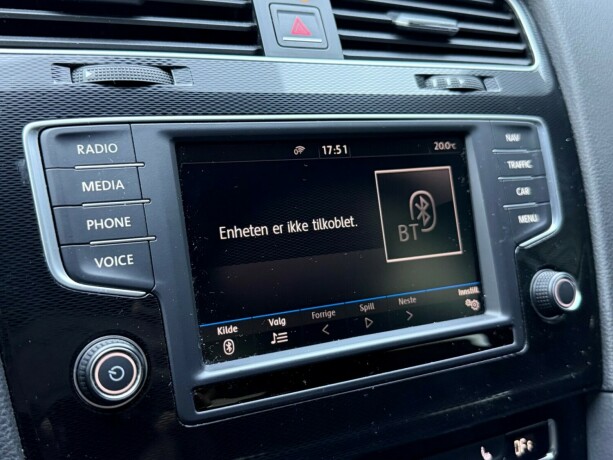 17:51
20.0°C
RADIO
MEDIA
PHONE
VOICE
NAV
TRAFFIC
CAR
MENU
Enheten er ikke tilkoblet.
BT
Kilde Valg Forrige Spill Neste Innstill.
OFF